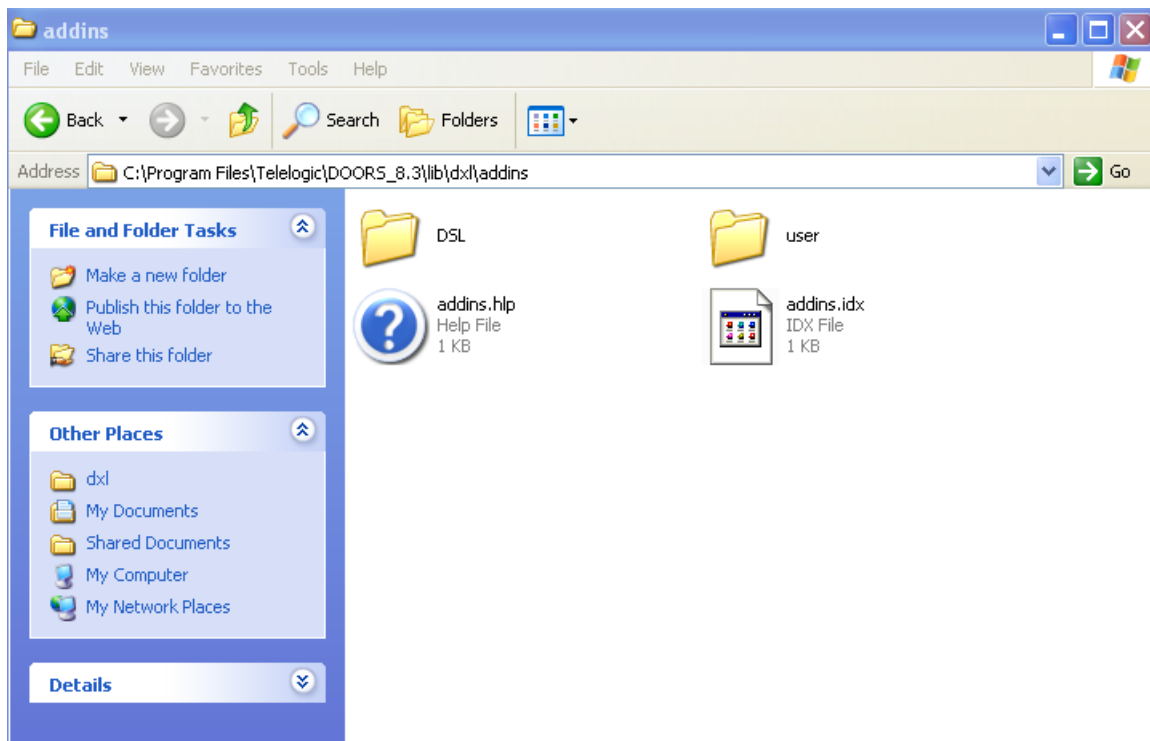 addins
File Edit View Favorites Tools Help
Back Search Folders
Address C:\Program Files\Telelogic\DOORS_8.3\lib\dxl\addins Go
File and Folder Tasks
Make a new folder
Publish this folder to the
Web
Share this folder
Other Places
dxl
My Documents
Shared Documents
My Computer
My Network Places
Details
DSL
user
addins.hlp
Help File
1 KB
addins.idx
IDX File
1 KB